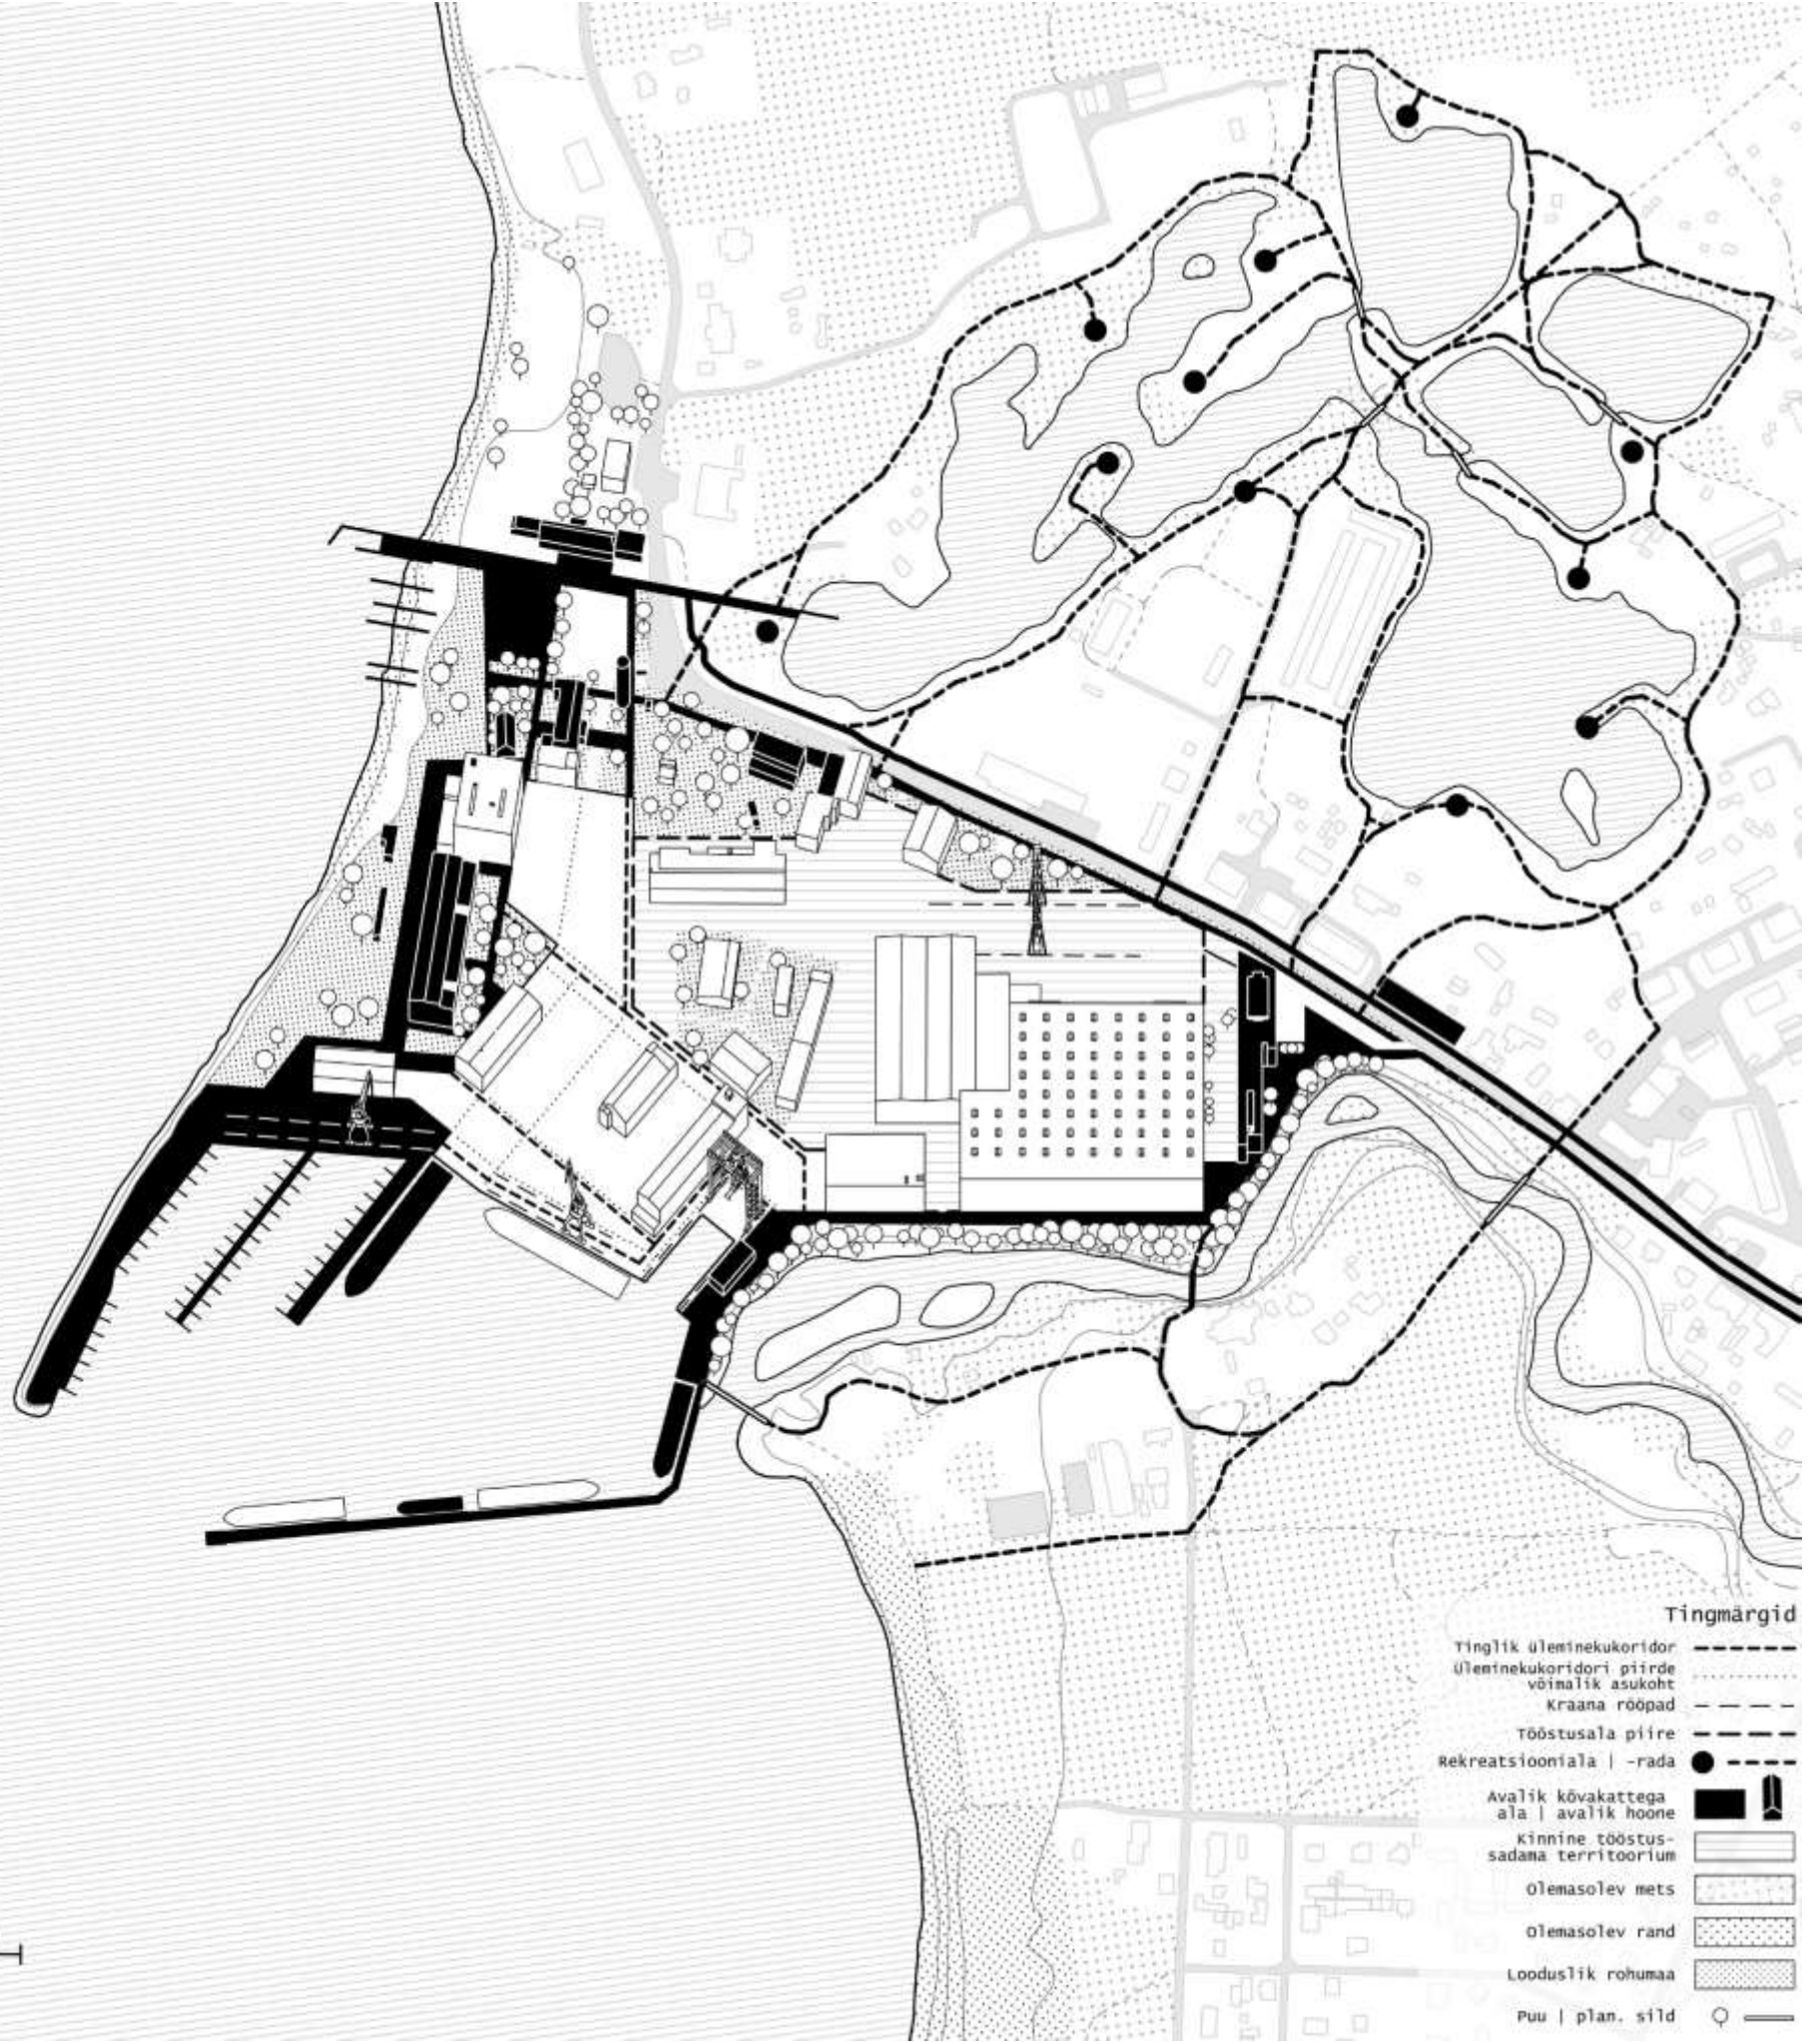 Tingmärgid
Tinglik üleminekukoridor
Üleminekukoridori piirde
võimalik asukoht
Kraana rööpad
Tööstusala piire
Rekreatsiooniala | -rada
Avalik kõvakattega
ala | avalik hoone
Kinnine tööstus-
sadama territoorium
Olemasolev mets
Olemasolev rand
Looduslik rohumaa
Puu | plan. sild